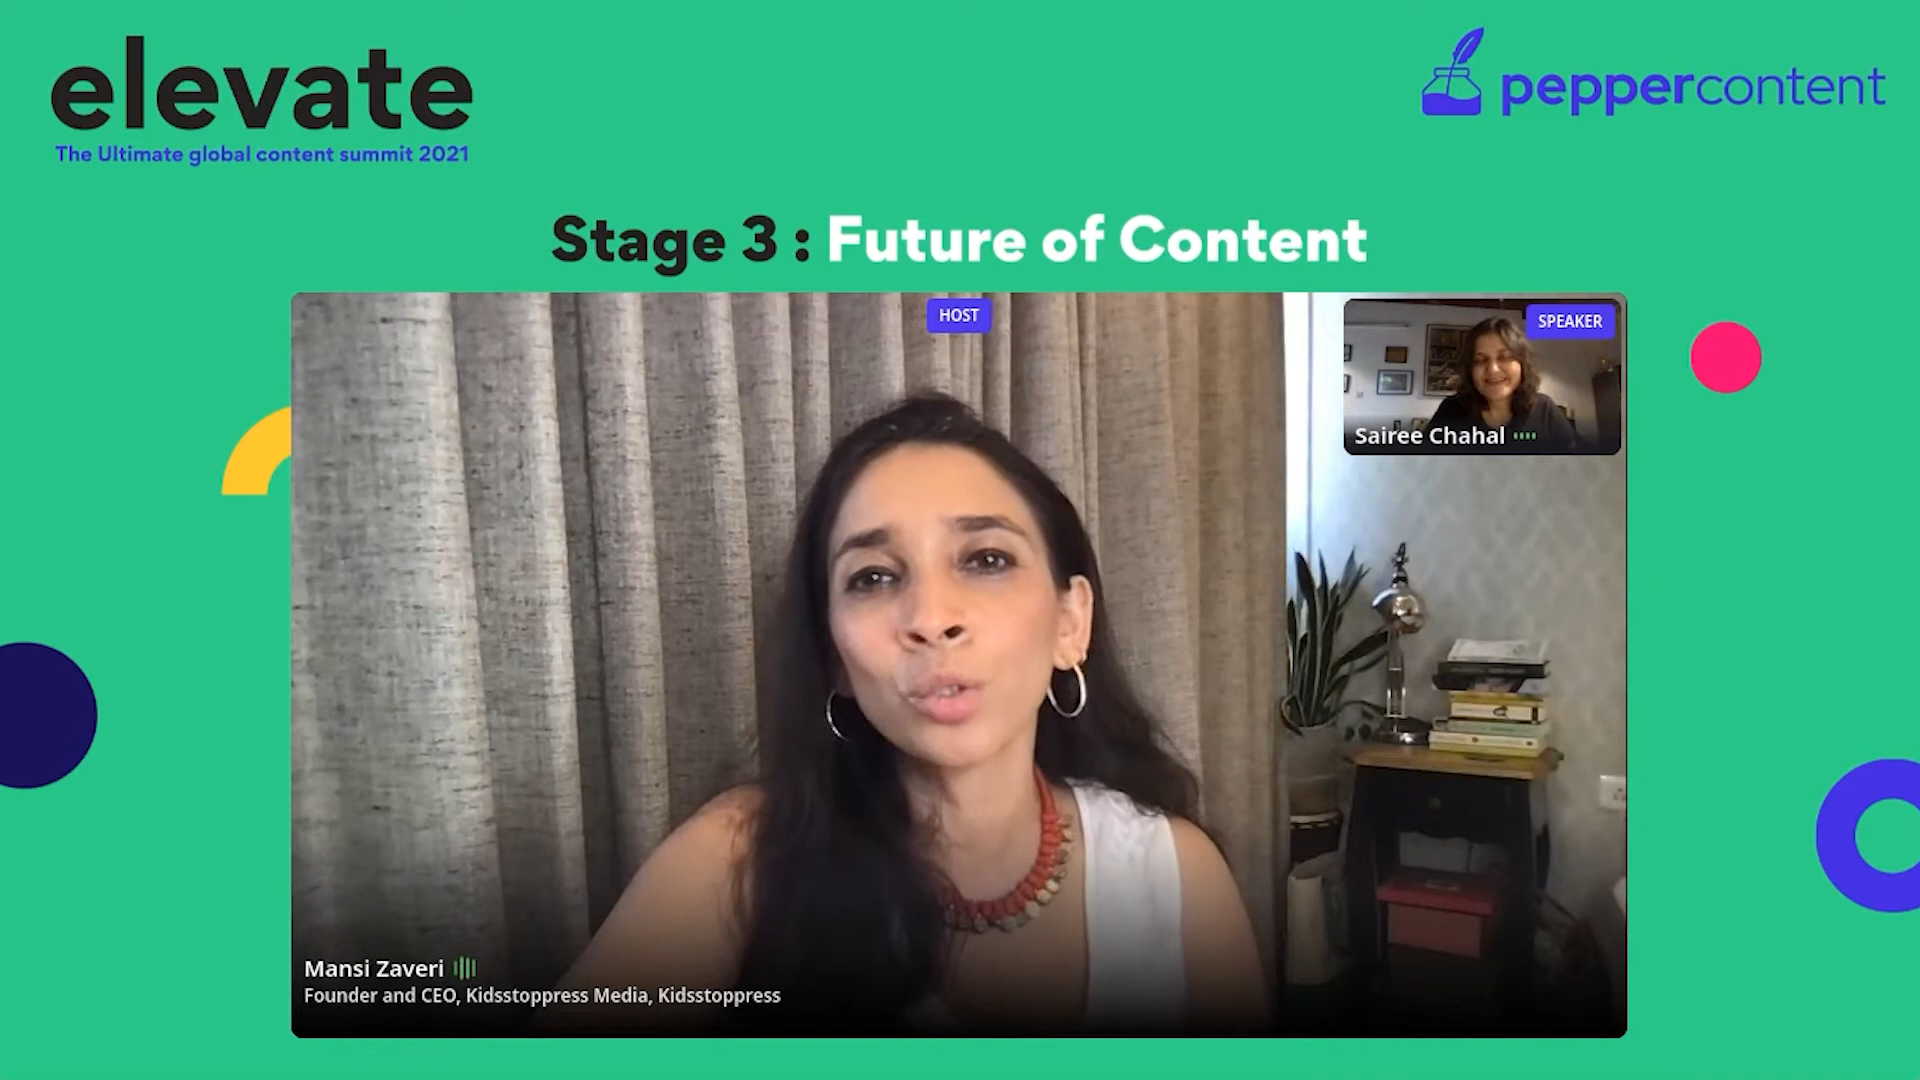 elevate
The Ultimate global content summit 2021
peppercontent
Stage 3 : Future of Content
HOST
SPEAKER
Sairee Chahal
Mansi Zaveri
Founder and CEO, Kidsstoppress Media, Kidsstoppress